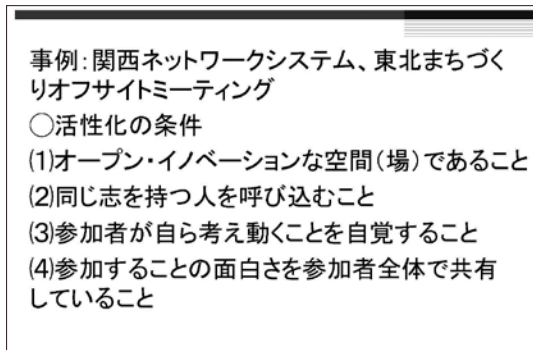 事例：関西ネットワークシステム、東北まちづく
りオフサイトミーティング
○活性化の条件
⑴オープン・イノベーションな空間（場）であること
⑵同じ志を持つ人を呼び込むこと
⑶参加者が自ら考え動くことを自覚すること
⑷参加することの面白さを参加者全体で共有
していること